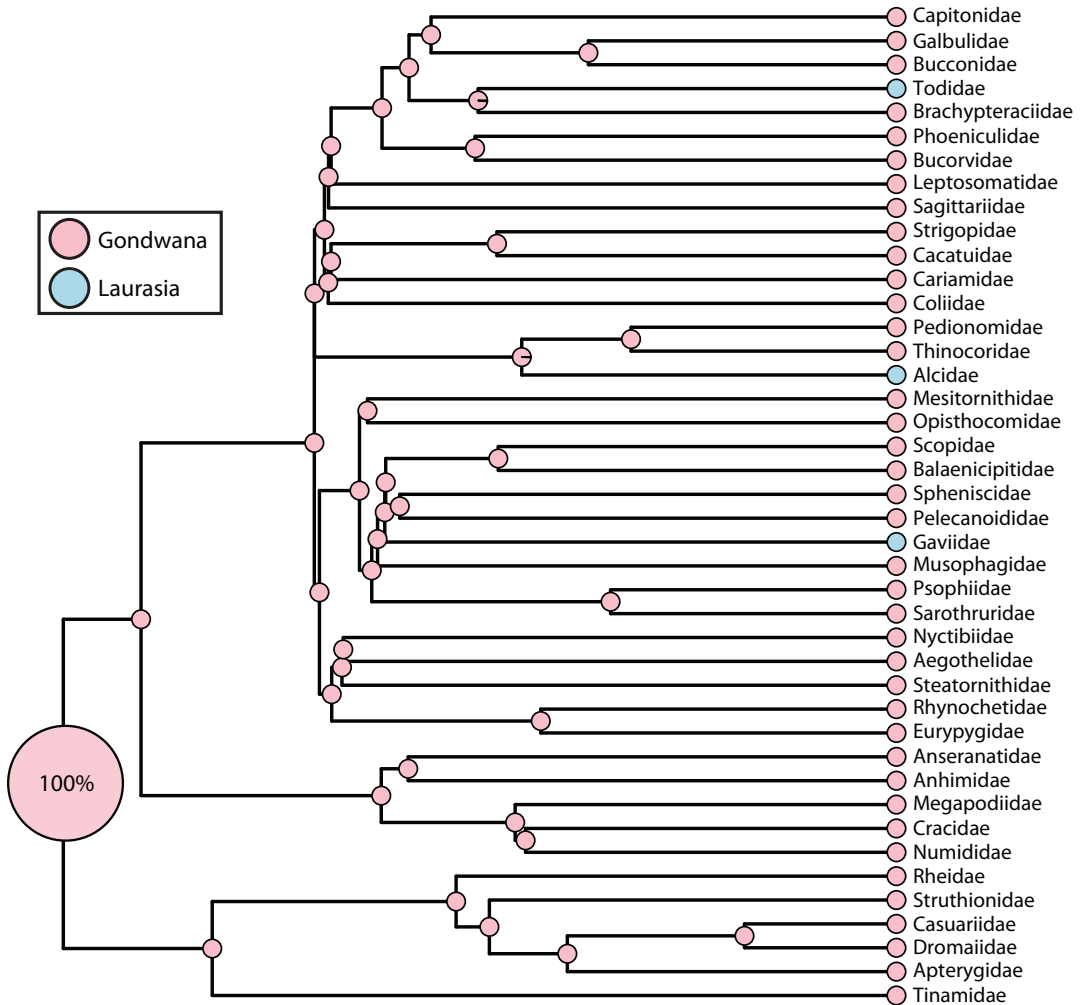 Capitonidae
Galbulidae
Bucconidae
Todidae
Brachypteraciidae
Phoeniculidae
Bucorvidae
Leptosomatidae
Sagittariidae
Strigopidae
Cacatuidae
Cariamidae
Coliidae
Pedionomidae
Thinocoridae
Alcidae
Mesitornithidae
Opisthocomidae
Scopidae
Balaenicipitidae
Spheniscidae
Pelecanoididae
Gaviidae
Musophagidae
Psophiidae
Sarothruridae
Nyctibiidae
Aegothelidae
Steatornithidae
Rhynochetidae
Eurypygidae
Anseranatidae
Anhimidae
Megapodiidae
Cracidae
Numididae
Rheidae
Struthionidae
Casuariidae
Dromaiidae
Apterygidae
Tinamidae
Gondwana
Laurasia
100%